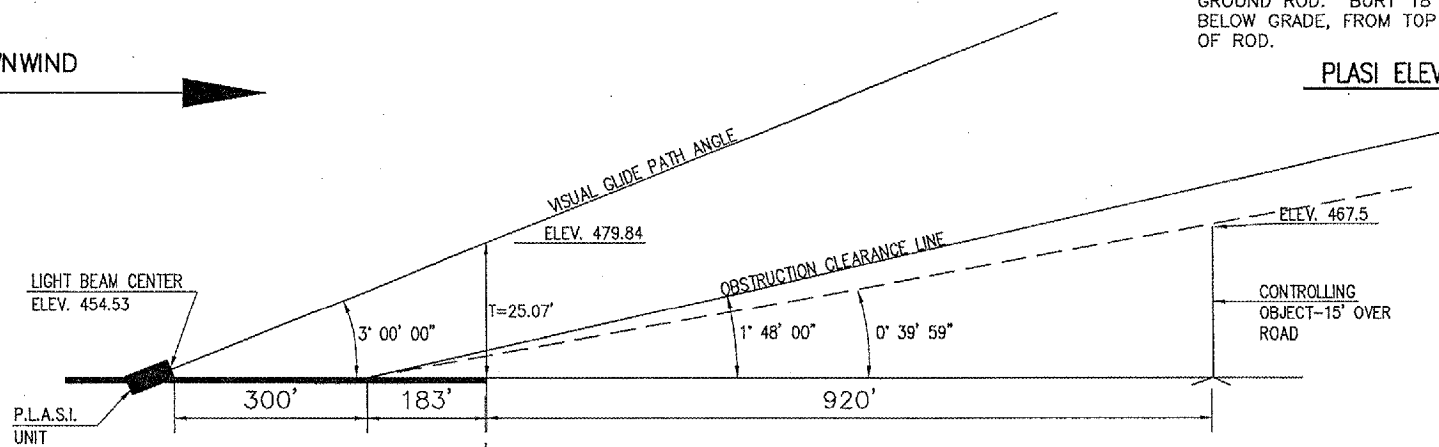 GROUND ROD. BURY 18"
BELOW GRADE, FROM TOP
OF ROD.
PLASI ELEV
NWIND
VISUAL GLIDE PATH ANGLE
ELEV. 479.84
ELEV. 467.5
OBSTRUCTION CLEARANCE LINE
LIGHT BEAM CENTER
ELEV. 454.53
T=25.07'
CONTROLLING
OBJECT-15' OVER
ROAD
3° 00' 00"
1° 48' 00"
0° 39' 59"
300'
183'
920'
P.L.A.S.I.
UNIT